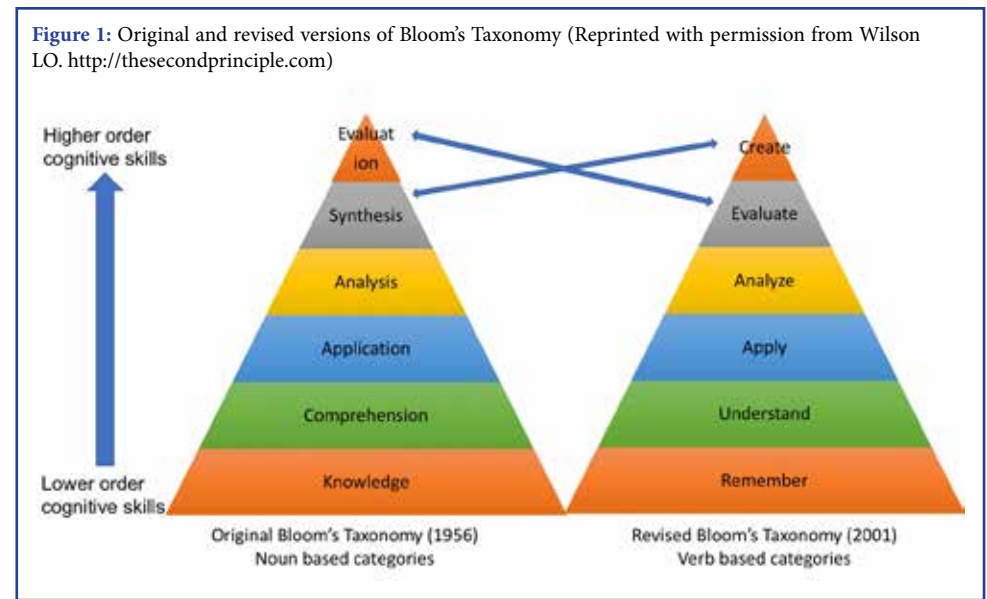 Figure 1: Original and revised versions of Bloom's Taxonomy (Reprinted with permission from Wilson
LO. http://thesecondprinciple.com)
Higher order
cognitive skills
Lower order
cognitive skills
Evaluat
ion
Synthesis
Analysis
Application
Comprehension
Knowledge
Original Bloom's Taxonomy (1956)
Noun based categories
Create
Evaluate
Analyze
Apply
Understand
Remember
Revised Bloom's Taxonomy (2001)
Verb based categories